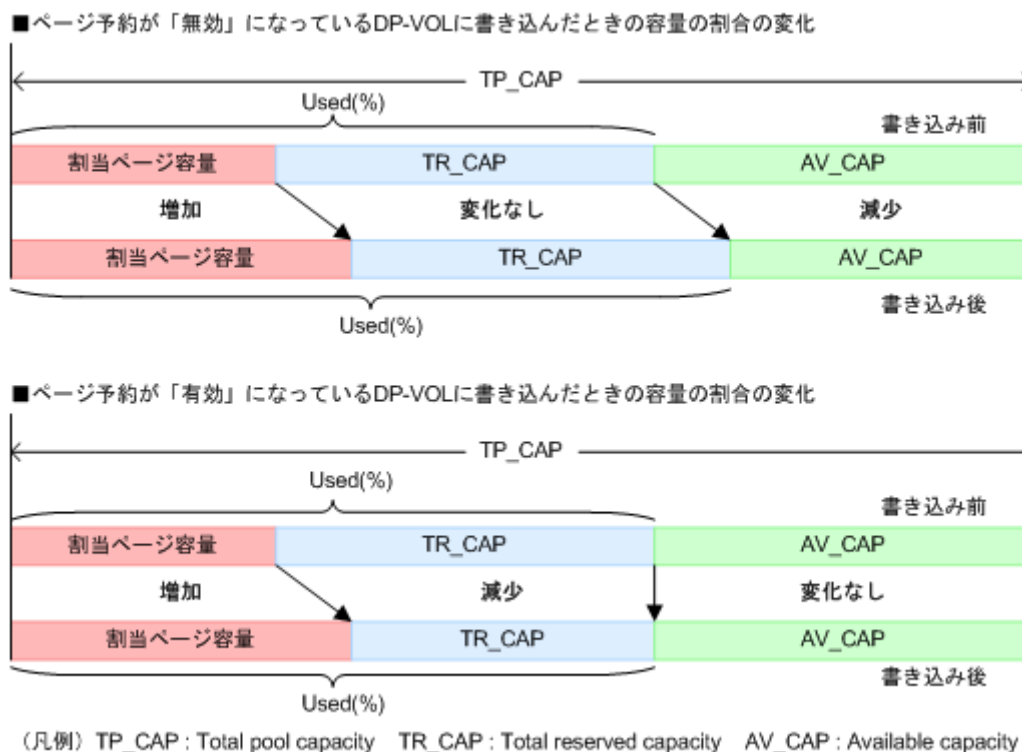 ■ページ予約が「無効」になっているDP-VOLに書き込んだときの容量の割合の変化
TP_CAP
Used(%)
書き込み前
割当ページ容量 TR_CAP AV_CAP
増加 変化なし 減少
割当ページ容量 TR_CAP AV_CAP
書き込み後
Used(%)
■ページ予約が「有効」になっているDP-VOLに書き込んだときの容量の割合の変化
TP_CAP
Used(%)
書き込み前
割当ページ容量 TR_CAP AV_CAP
増加 減少 変化なし
割当ページ容量 TR_CAP AV_CAP
書き込み後
Used(%)
（凡例）TP_CAP : Total pool capacity TR_CAP : Total reserved capacity AV_CAP : Available capacity